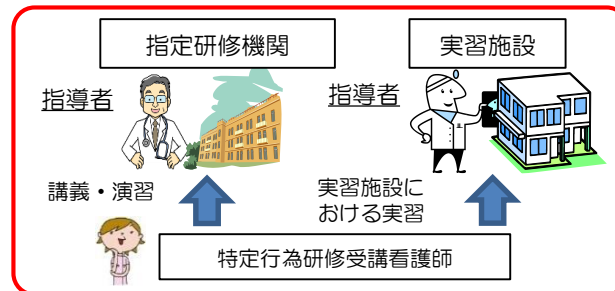 指定研修機関
実習施設
指導者
指導者
講義・演習
実習施設に
おける実習
特定行為研修受講看護師